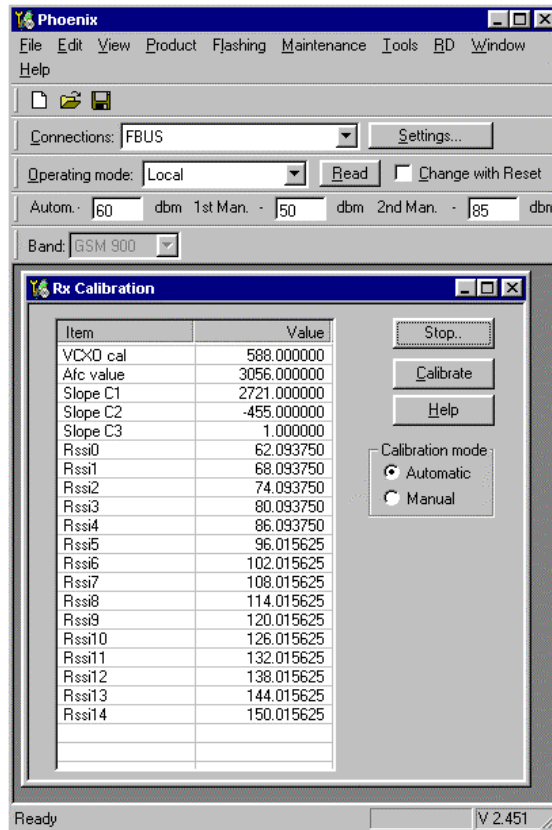 Phoenix
File Edit View Product Flashing Maintenance Tools RD Window
Help
Connections: FBUS Settings...
Operating mode: Local Read Change with Reset
Autom.- 60 dbm 1st Man. - 50 dbm 2nd Man. - 85 dbm
Band: GSM 900
Rx Calibration
Item Value Stop..
VCXO cal 588.000000
Afc value 3056.000000 Calibrate
Slope C1 2721.000000
Slope C2 -455.000000 Help
Slope C3 1.000000
Rssi0 62.093750 Calibration mode
Rssi1 68.093750 Automatic
Rssi2 74.093750 Manual
Rssi3 80.093750
Rssi4 86.093750
Rssi5 96.015625
Rssi6 102.015625
Rssi7 108.015625
Rssi8 114.015625
Rssi9 120.015625
Rssi10 126.015625
Rssi11 132.015625
Rssi12 138.015625
Rssi13 144.015625
Rssi14 150.015625
Ready V 2.451